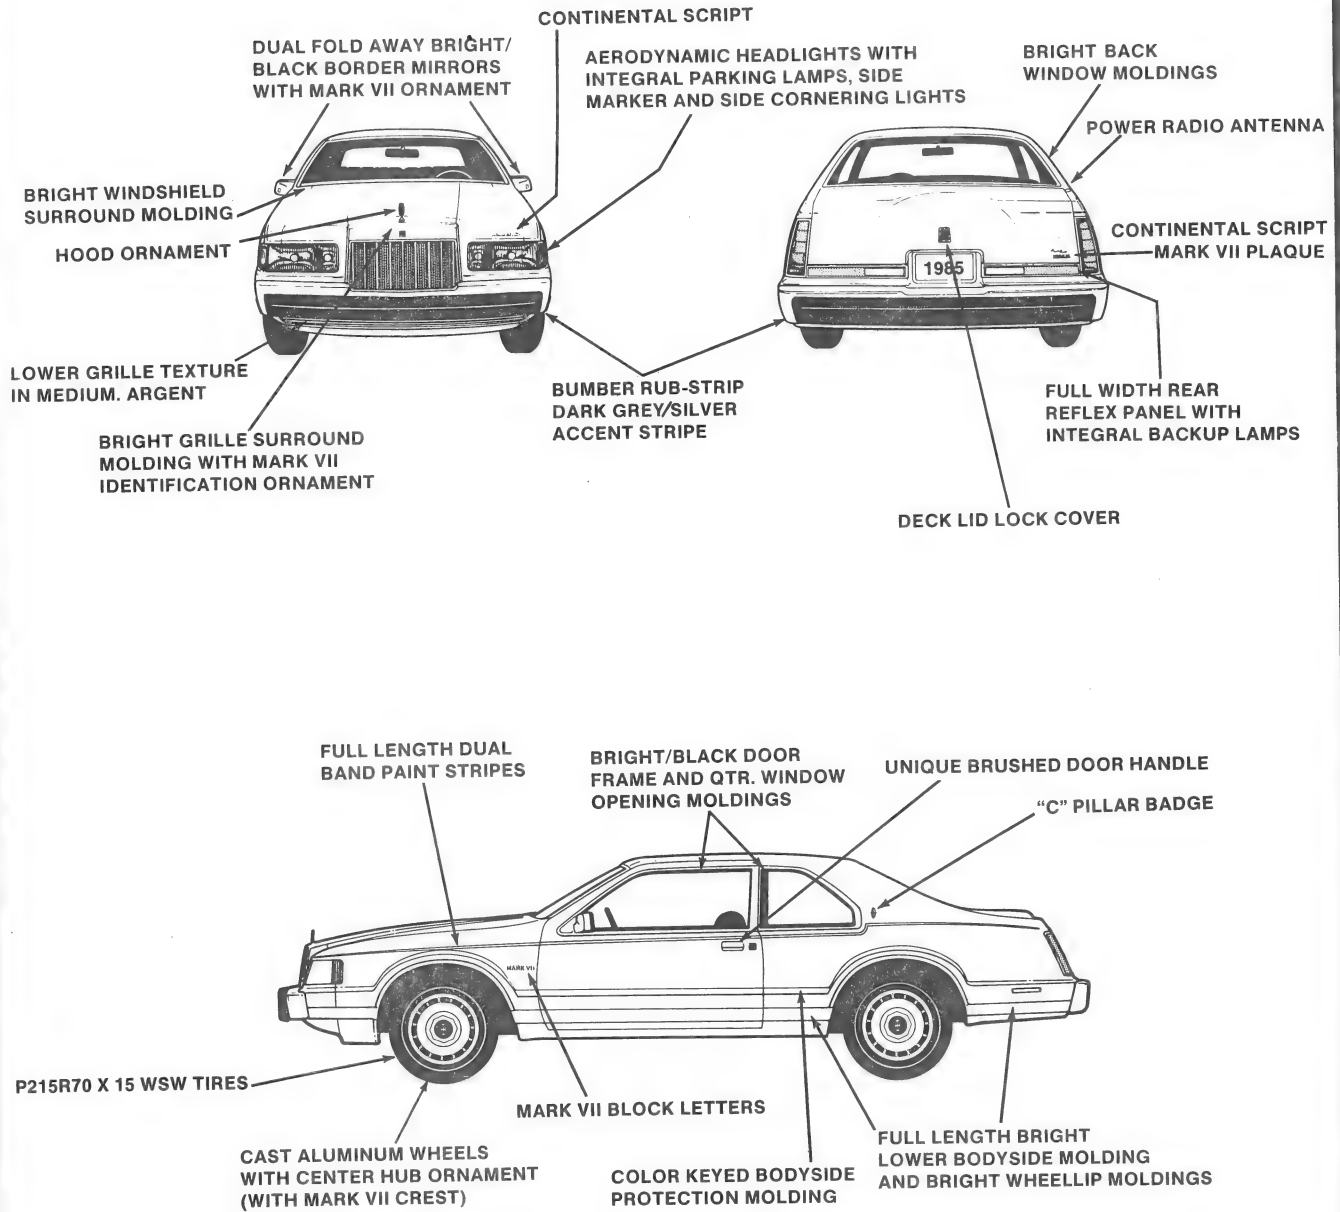 CONTINENTAL SCRIPT
DUAL FOLD AWAY BRIGHT/
BLACK BORDER MIRRORS
WITH MARK VII ORNAMENT
AERODYNAMIC HEADLIGHTS WITH
INTEGRAL PARKING LAMPS, SIDE
MARKER AND SIDE CORNERING LIGHTS
BRIGHT BACK
WINDOW MOLDINGS
POWER RADIO ANTENNA
BRIGHT WINDSHIELD
SURROUND MOLDING
HOOD ORNAMENT
CONTINENTAL SCRIPT
MARK VII PLAQUE
1985
LOWER GRILLE TEXTURE
IN MEDIUM. ARGENT
BUMBER RUB-STRIP
DARK GREY/SILVER
ACCENT STRIPE
FULL WIDTH REAR
REFLEX PANEL WITH
INTEGRAL BACKUP LAMPS
BRIGHT GRILLE SURROUND
MOLDING WITH MARK VII
IDENTIFICATION ORNAMENT
DECK LID LOCK COVER
FULL LENGTH DUAL
BAND PAINT STRIPES
BRIGHT/BLACK DOOR
FRAME AND QTR. WINDOW
OPENING MOLDINGS
UNIQUE BRUSHED DOOR HANDLE
“C” PILLAR BADGE
MARK VII
P215R70 X 15 WSW TIRES
MARK VII BLOCK LETTERS
CAST ALUMINUM WHEELS
WITH CENTER HUB ORNAMENT
(WITH MARK VII CREST)
COLOR KEYED BODYSIDE
PROTECTION MOLDING
FULL LENGTH BRIGHT
LOWER BODYSIDE MOLDING
AND BRIGHT WHEELLIP MOLDINGS